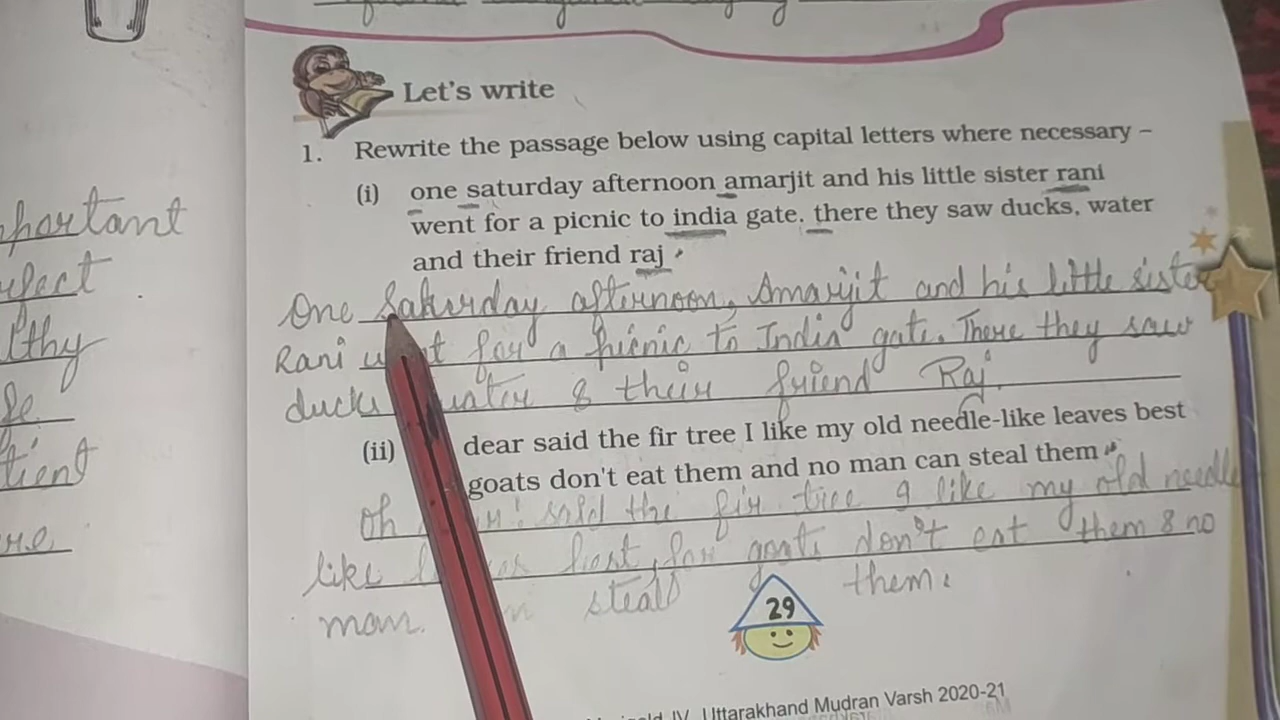 portant
Let's write
1. Rewrite the passage below using capital letters where necessary –
(i) one saturday afternoon amarjit and his little sister rani
went for a picnic to india gate. there they saw ducks, water
and their friend raj.
One Saturday afternoon, Amarjit and his little siste
Rani went for a picnic to India gate. There they saw
ducks water & their friend Raj.
(ii) dear said the fir tree I like my old needle-like leaves best
goats don't eat them and no man can steal them
oh said the fir tree I like my old needle
like best, for goats don't eat them & no
man. steal them.
29
IV, Uttarakhand Mudran Varsh 2020-21